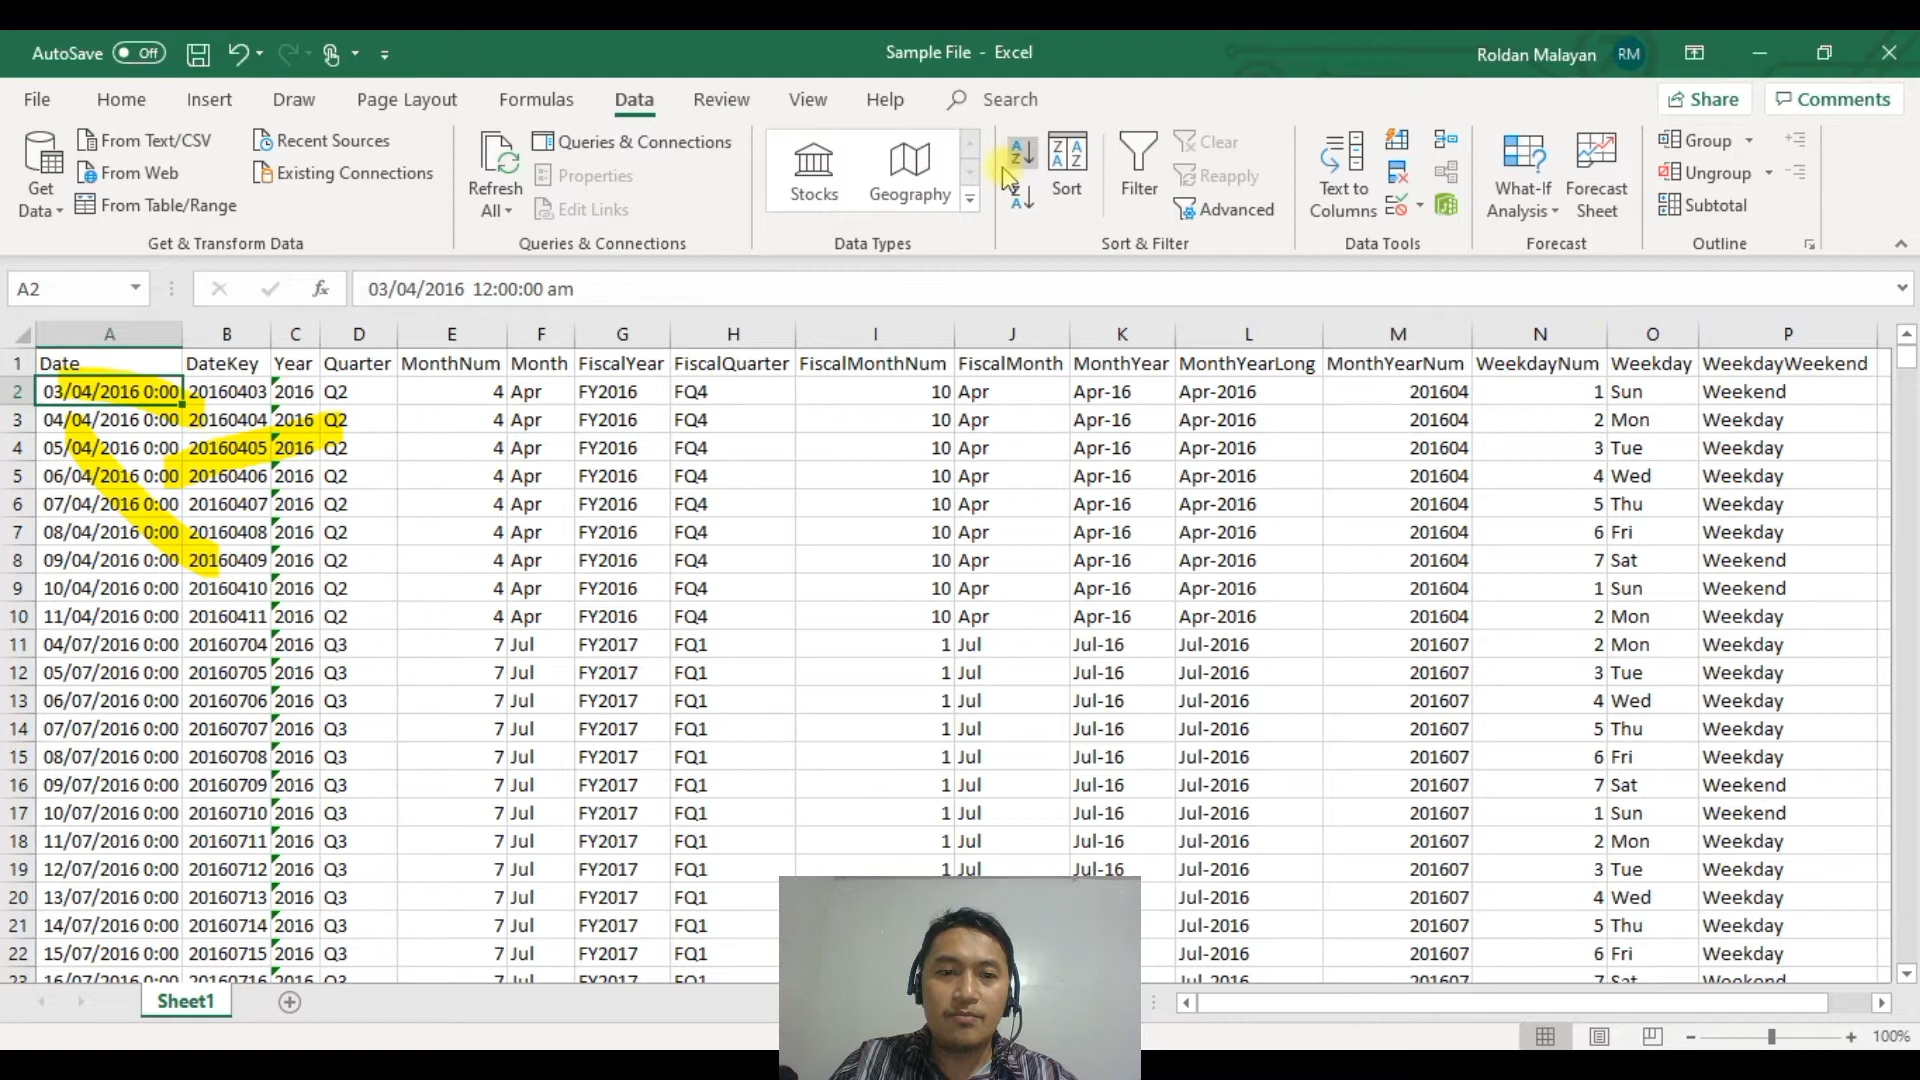 AutoSave Off Sample File - Excel Roldan Malayan RM
File Home Insert Draw Page Layout Formulas Data Review View Help Search Share Comments
Get Data From Text/CSV From Web From Table/Range Recent Sources Existing Connections
Get & Transform Data
Refresh All Queries & Connections Properties Edit Links
Queries & Connections
Stocks Geography
Data Types
Sort Filter Clear Reapply Advanced
Sort & Filter
Text to Columns
Data Tools
What-If Analysis Forecast Sheet
Forecast
Group Ungroup Subtotal
Outline
A2 fx 03/04/2016 12:00:00 am
A B C D E F G H I J K L M N O P
1 Date DateKey Year Quarter MonthNum Month FiscalYear FiscalQuarter FiscalMonthNum FiscalMonth MonthYear MonthYearLong MonthYearNum WeekdayNum Weekday WeekdayWeekend
2 03/04/2016 0:00 20160403 2016 Q2 4 Apr FY2016 FQ4 10 Apr Apr-16 Apr-2016 201604 1 Sun Weekend
3 04/04/2016 0:00 20160404 2016 Q2 4 Apr FY2016 FQ4 10 Apr Apr-16 Apr-2016 201604 2 Mon Weekday
4 05/04/2016 0:00 20160405 2016 Q2 4 Apr FY2016 FQ4 10 Apr Apr-16 Apr-2016 201604 3 Tue Weekday
5 06/04/2016 0:00 20160406 2016 Q2 4 Apr FY2016 FQ4 10 Apr Apr-16 Apr-2016 201604 4 Wed Weekday
6 07/04/2016 0:00 20160407 2016 Q2 4 Apr FY2016 FQ4 10 Apr Apr-16 Apr-2016 201604 5 Thu Weekday
7 08/04/2016 0:00 20160408 2016 Q2 4 Apr FY2016 FQ4 10 Apr Apr-16 Apr-2016 201604 6 Fri Weekday
8 09/04/2016 0:00 20160409 2016 Q2 4 Apr FY2016 FQ4 10 Apr Apr-16 Apr-2016 201604 7 Sat Weekend
9 10/04/2016 0:00 20160410 2016 Q2 4 Apr FY2016 FQ4 10 Apr Apr-16 Apr-2016 201604 1 Sun Weekend
10 11/04/2016 0:00 20160411 2016 Q2 4 Apr FY2016 FQ4 10 Apr Apr-16 Apr-2016 201604 2 Mon Weekday
11 04/07/2016 0:00 20160704 2016 Q3 7 Jul FY2017 FQ1 1 Jul Jul-16 Jul-2016 201607 2 Mon Weekday
12 05/07/2016 0:00 20160705 2016 Q3 7 Jul FY2017 FQ1 1 Jul Jul-16 Jul-2016 201607 3 Tue Weekday
13 06/07/2016 0:00 20160706 2016 Q3 7 Jul FY2017 FQ1 1 Jul Jul-16 Jul-2016 201607 4 Wed Weekday
14 07/07/2016 0:00 20160707 2016 Q3 7 Jul FY2017 FQ1 1 Jul Jul-16 Jul-2016 201607 5 Thu Weekday
15 08/07/2016 0:00 20160708 2016 Q3 7 Jul FY2017 FQ1 1 Jul Jul-16 Jul-2016 201607 6 Fri Weekday
16 09/07/2016 0:00 20160709 2016 Q3 7 Jul FY2017 FQ1 1 Jul Jul-16 Jul-2016 201607 7 Sat Weekend
17 10/07/2016 0:00 20160710 2016 Q3 7 Jul FY2017 FQ1 1 Jul Jul-16 Jul-2016 201607 1 Sun Weekend
18 11/07/2016 0:00 20160711 2016 Q3 7 Jul FY2017 FQ1 1 Jul Jul-16 Jul-2016 201607 2 Mon Weekday
19 12/07/2016 0:00 20160712 2016 Q3 7 Jul FY2017 FQ1 1 Jul Jul-16 Jul-2016 201607 3 Tue Weekday
20 13/07/2016 0:00 20160713 2016 Q3 7 Jul FY2017 FQ1 Jul-2016 201607 4 Wed Weekday
21 14/07/2016 0:00 20160714 2016 Q3 7 Jul FY2017 FQ1 Jul-2016 201607 5 Thu Weekday
22 15/07/2016 0:00 20160715 2016 Q3 7 Jul FY2017 FQ1 Jul-2016 201607 6 Fri Weekday
23 16/07/2016 0:00 20160716 2016 Q3 7 Jul FY2017 FQ1 Jul-2016 201607 7 Sat Weekend
Sheet1
100%